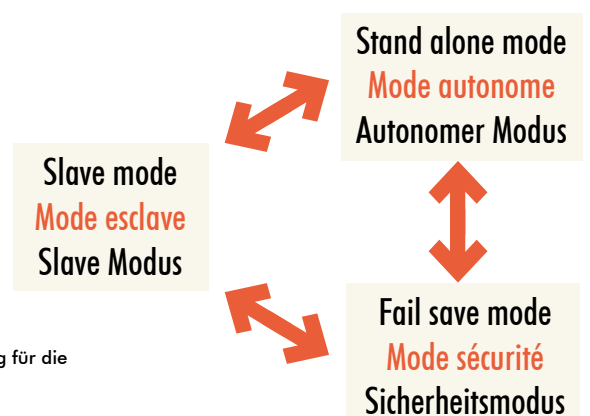 Stand alone mode
Mode autonome
Autonomer Modus
Slave mode
Mode esclave
Slave Modus
Fail save mode
Mode sécurité
Sicherheitsmodus
für die